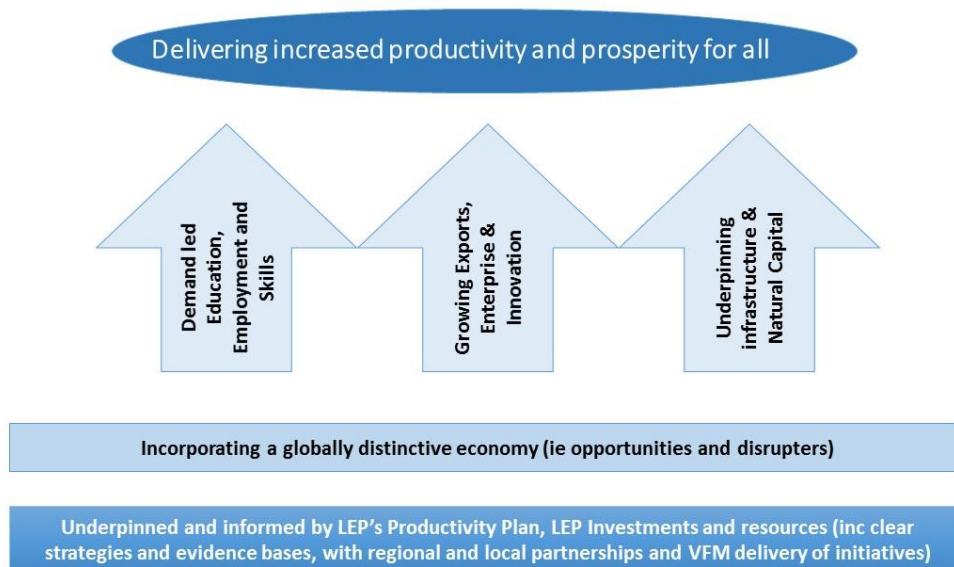 Delivering increased productivity and prosperity for all
Demand led
Education,
Employment and
Skills
Growing Exports,
Enterprise &
Innovation
Underpinning
infrastructure &
Natural Capital
Incorporating a globally distinctive economy (ie opportunities and disrupters)
Underpinned and informed by LEP's Productivity Plan, LEP Investments and resources (inc clear
strategies and evidence bases, with regional and local partnerships and VFM delivery of initiatives)